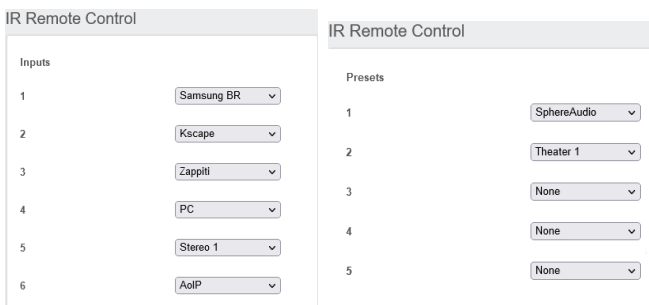 IR Remote Control
Inputs
1 Samsung BR
2 Kscape
3 Zappiti
4 PC
5 Stereo 1
6 AoIP
IR Remote Control
Presets
1 SphereAudio
2 Theater 1
3 None
4 None
5 None